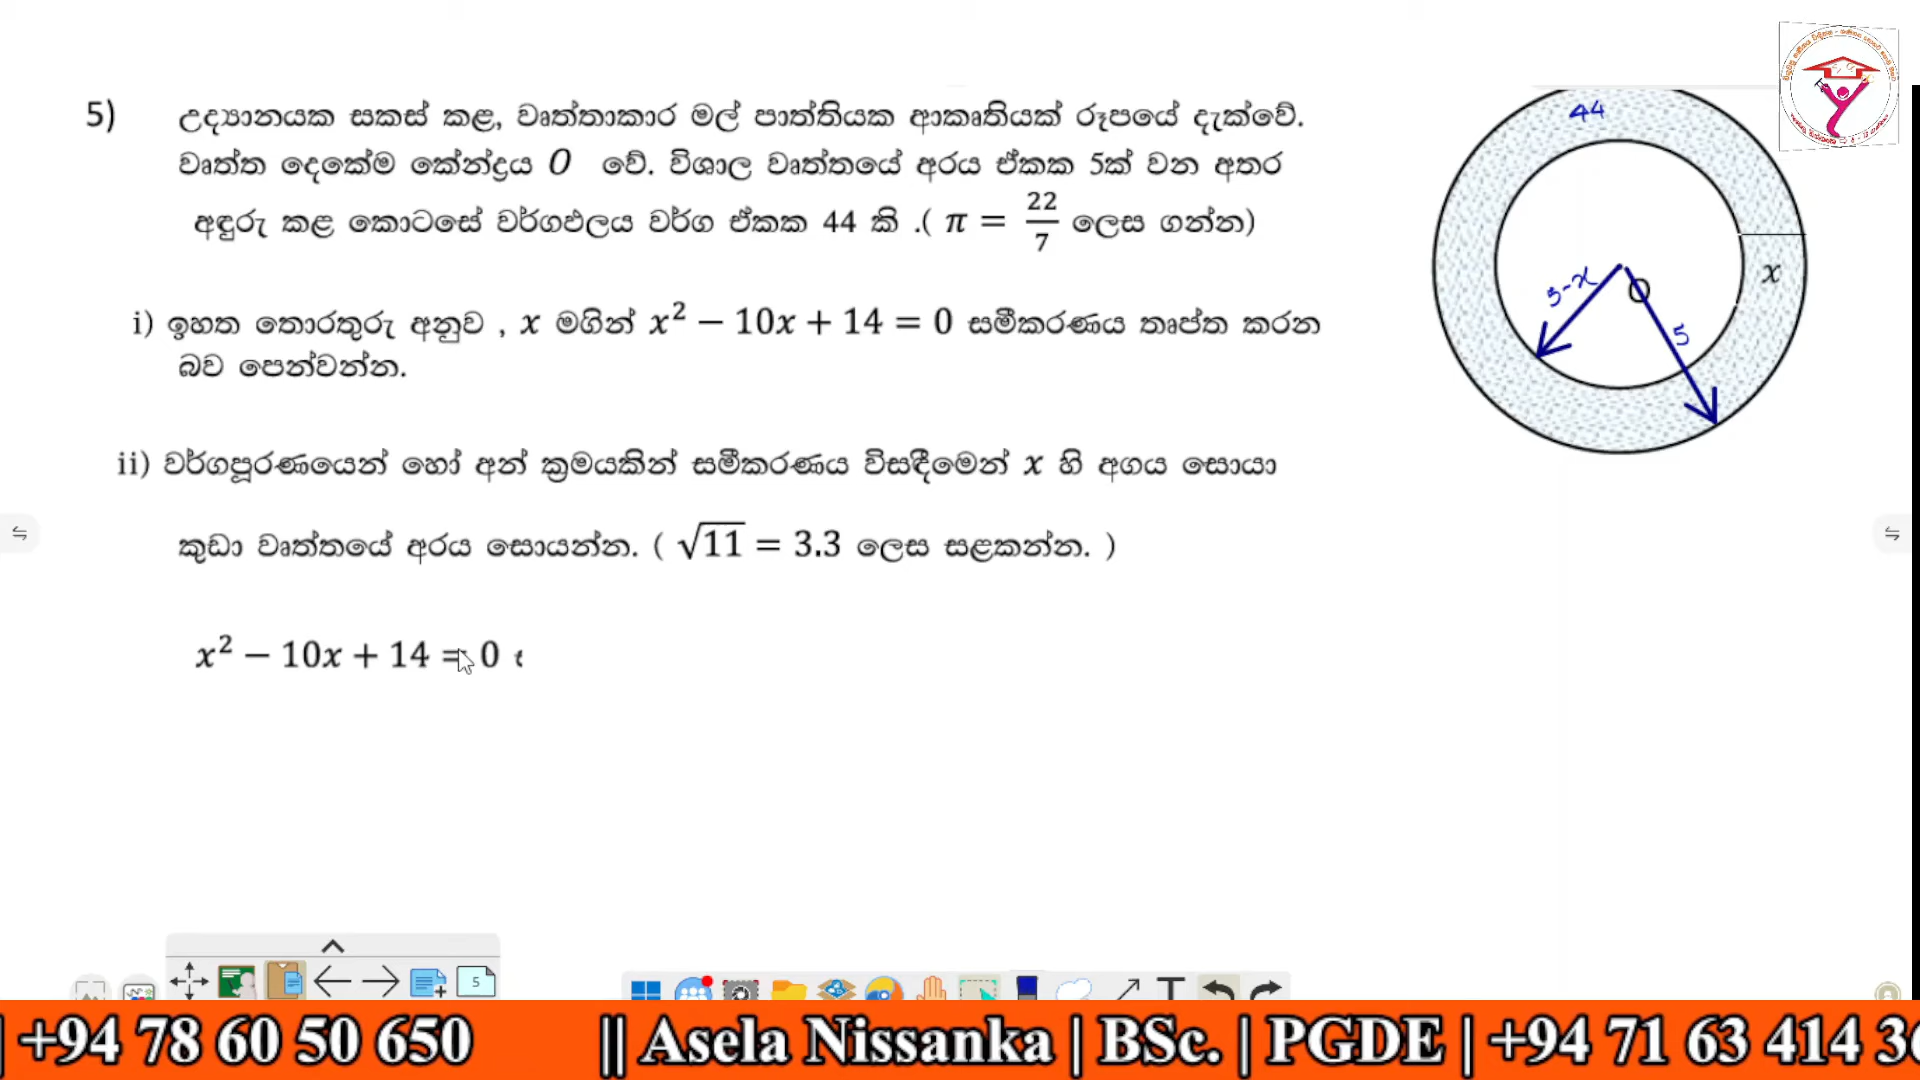 5) උද්‍යානයක සකස් කළ, වෘත්තාකාර මල් පාත්තියක ආකෘතියක් රූපයේ දැක්වේ.
වෘත්ත දෙකේම කේන්ද්‍රය O වේ. විශාල වෘත්තයේ අරය ඒකක 5ක් වන අතර
අඳුරු කළ කොටසේ වර්ගඵලය වර්ග ඒකක 44 කි .( π = 22/7 ලෙස ගන්න)
i) ඉහත තොරතුරු අනුව , x මගින් x² − 10x + 14 = 0 සමීකරණය තෘප්ත කරන
බව පෙන්වන්න.
ii) වර්ගපූරණයෙන් හෝ අන් ක්‍රමයකින් සමීකරණය විසඳීමෙන් x හි අගය සොයා
කුඩා වෘත්තයේ අරය සොයන්න. ( √11 = 3.3 ලෙස සළකන්න. )
x² − 10x + 14 = 0
44
5-x
O
5
x
5
| +94 78 60 50 650 || Asela Nissanka | BSc. | PGDE | +94 71 63 414 36